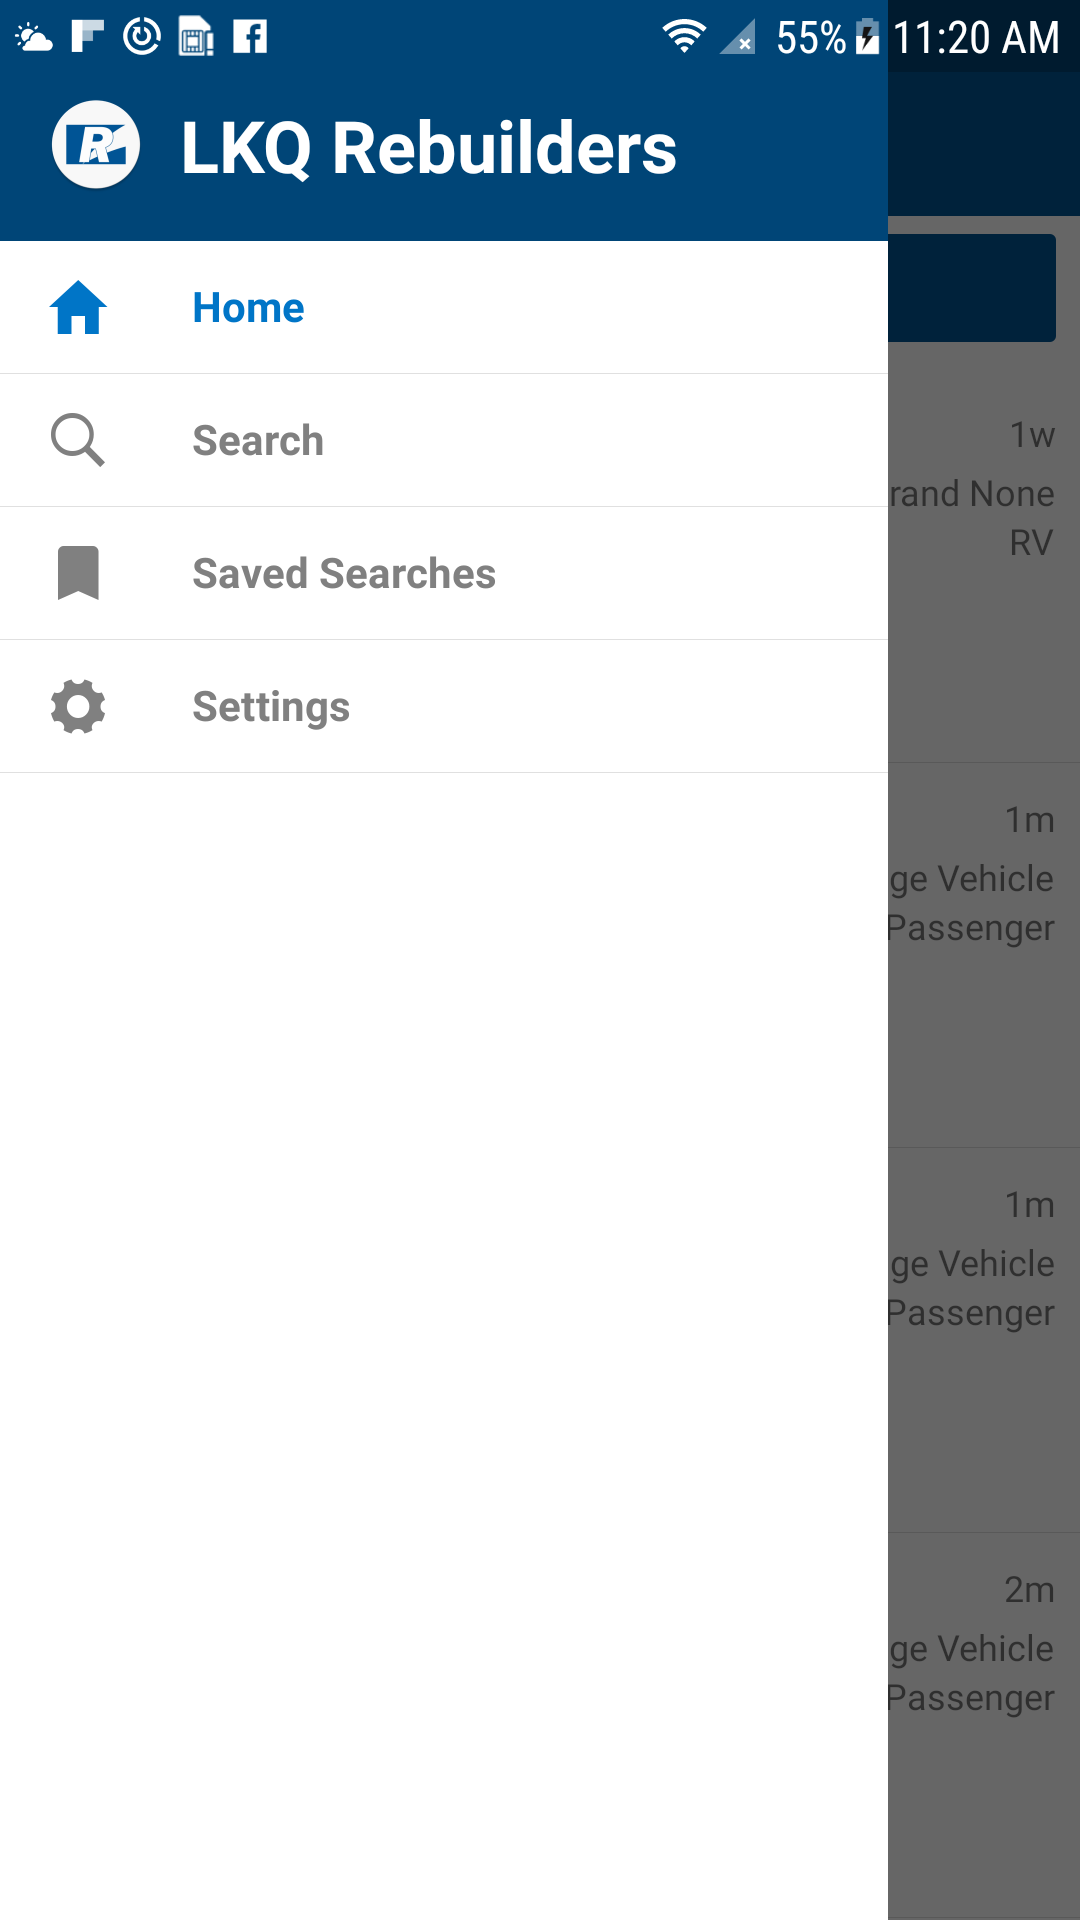 55% 11:20 AM
R LKQ Rebuilders
Home
Search
Saved Searches
Settings
1w
rand None
RV
1m
ge Vehicle
Passenger
1m
ge Vehicle
Passenger
2m
ge Vehicle
Passenger